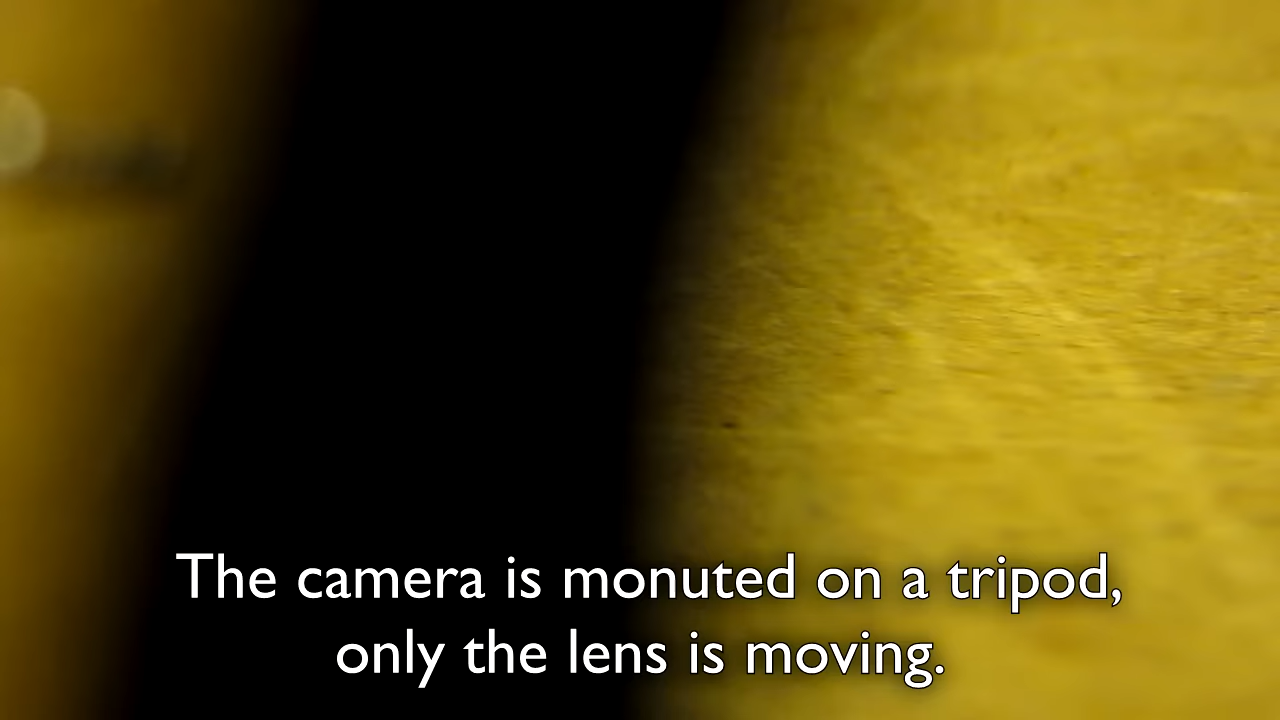 The camera is monuted on a tripod,
only the lens is moving.